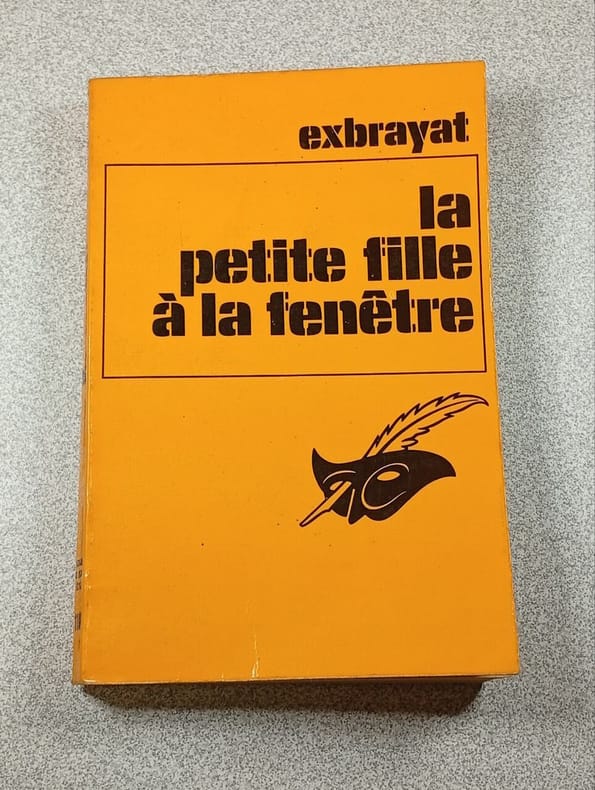 exbrayat
la
petite fille
à la fenêtre